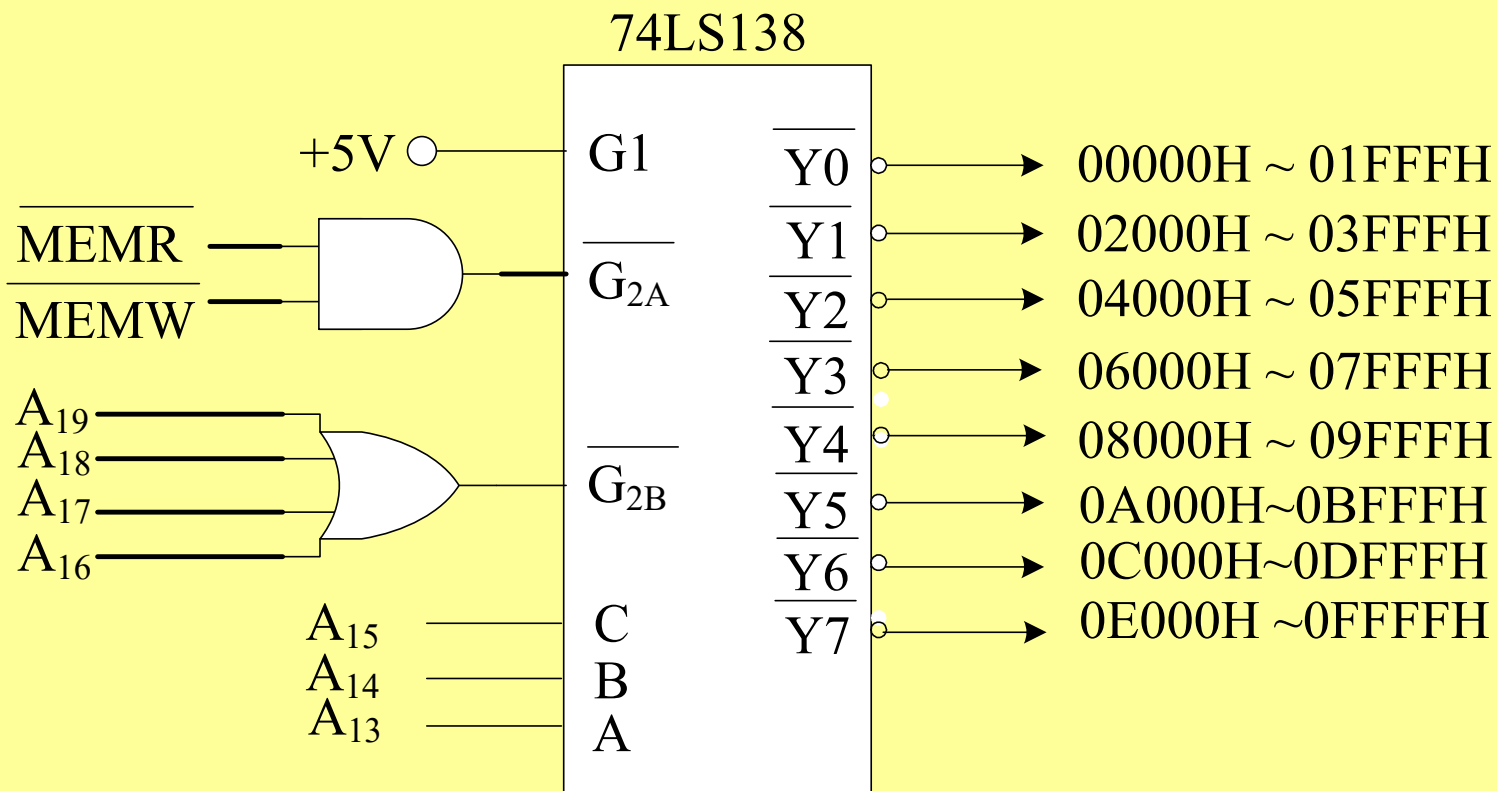 74LS138
+5V
G1
MEMR
MEMW
G2A
A19
A18
A17
A16
G2B
A15
A14
A13
C
B
A
Y0
Y1
Y2
Y3
Y4
Y5
Y6
Y7
00000H ~ 01FFFH
02000H ~ 03FFFH
04000H ~ 05FFFH
06000H ~ 07FFFH
08000H ~ 09FFFH
0A000H~0BFFFH
0C000H~0DFFFH
0E000H ~0FFFFH